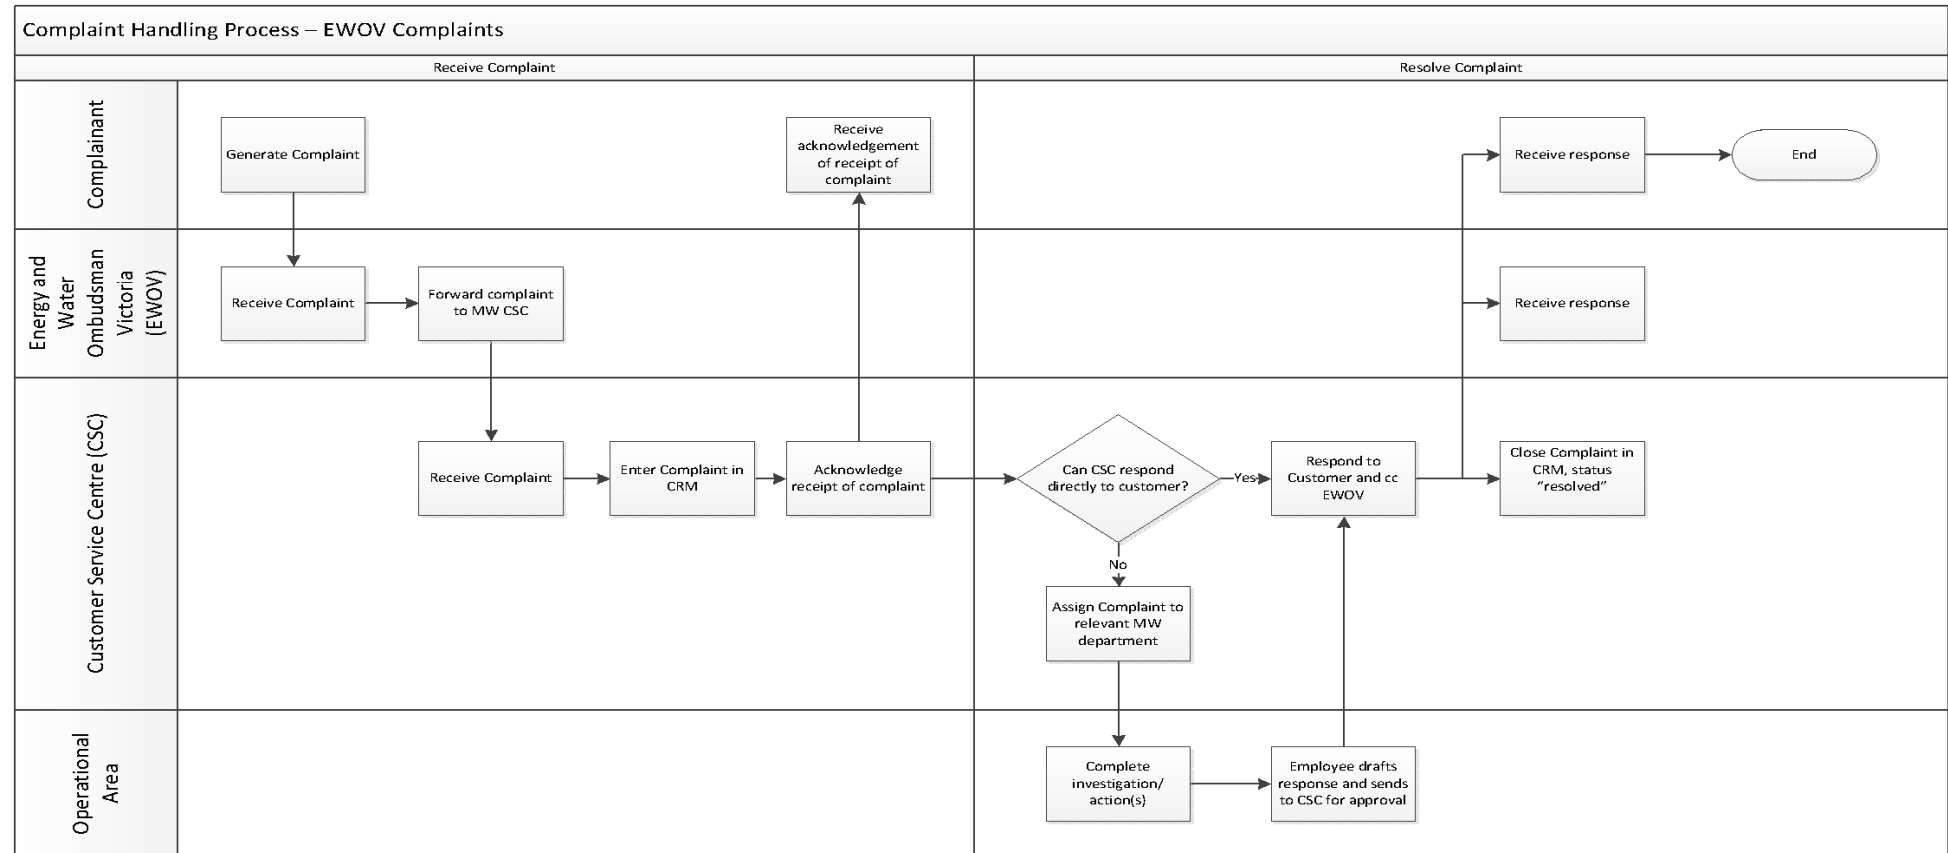 Complaint Handling Process – EWOV Complaints
Receive Complaint
Resolve Complaint
Complainant
Generate Complaint
Receive
acknowledgement
of receipt of
complaint
Receive response
End
Energy and
Water
Ombudsman
Victoria
(EWOV)
Receive Complaint
Forward complaint
to MW CSC
Receive response
Customer Service Centre (CSC)
Receive Complaint
Enter Complaint in
CRM
Acknowledge
receipt of complaint
Can CSC respond
directly to customer?
Yes
Respond to
Customer and cc
EWOV
Close Complaint in
CRM, status
“resolved”
No
Assign Complaint to
relevant MW
department
Operational
Area
Complete
investigation/
action(s)
Employee drafts
response and sends
to CSC for approval